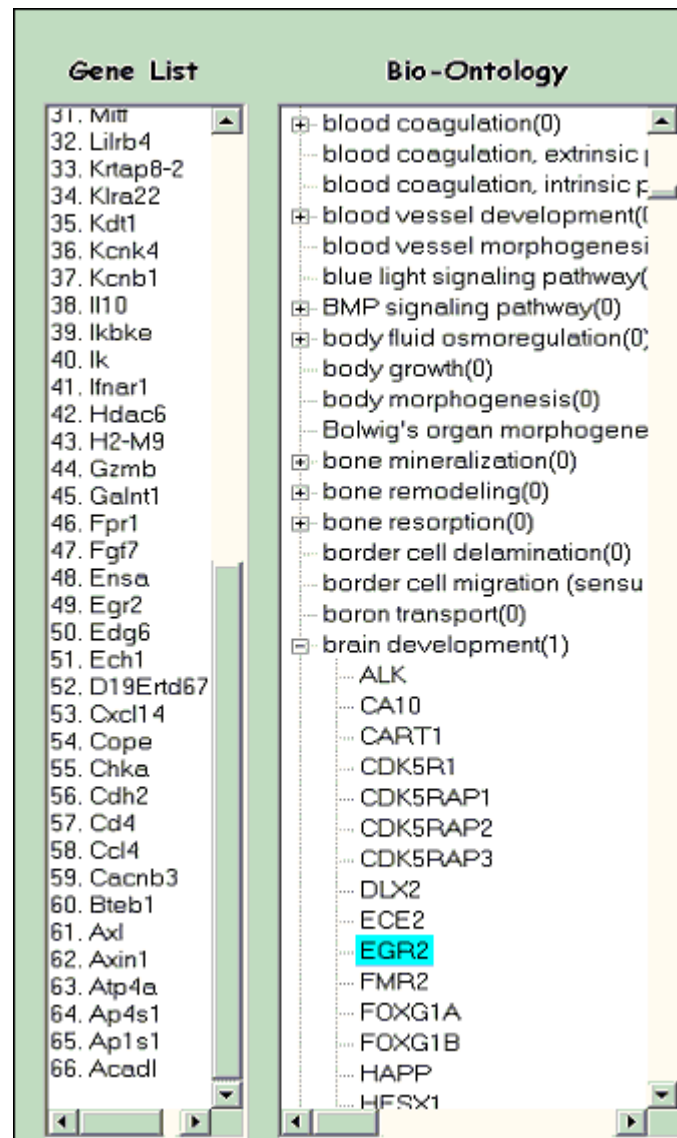 Gene List
31. Mitf
32. Lilrb4
33. Krtap8-2
34. Klra22
35. Kdt1
36. Kcnk4
37. Kcnb1
38. Il10
39. Ikbke
40. Ik
41. Ifnar1
42. Hdac6
43. H2-M9
44. Gzmb
45. Galnt1
46. Fpr1
47. Fgf7
48. Ensa
49. Egr2
50. Edg6
51. Ech1
52. D19Ertd67
53. Cxcl14
54. Cope
55. Chka
56. Cdh2
57. Cd4
58. Ccl4
59. Cacnb3
60. Bteb1
61. Axl
62. Axin1
63. Atp4a
64. Ap4s1
65. Ap1s1
66. Acadl
Bio-Ontology
blood coagulation(0)
blood coagulation, extrinsic p
blood coagulation, intrinsic p
blood vessel development(0
blood vessel morphogenesi
blue light signaling pathway(
BMP signaling pathway(0)
body fluid osmoregulation(0)
body growth(0)
body morphogenesis(0)
Bolwig's organ morphogene
bone mineralization(0)
bone remodeling(0)
bone resorption(0)
border cell delamination(0)
border cell migration (sensu
boron transport(0)
brain development(1)
ALK
CA10
CART1
CDK5R1
CDK5RAP1
CDK5RAP2
CDK5RAP3
DLX2
ECE2
EGR2
FMR2
FOXG1A
FOXG1B
HAPP
HESX1